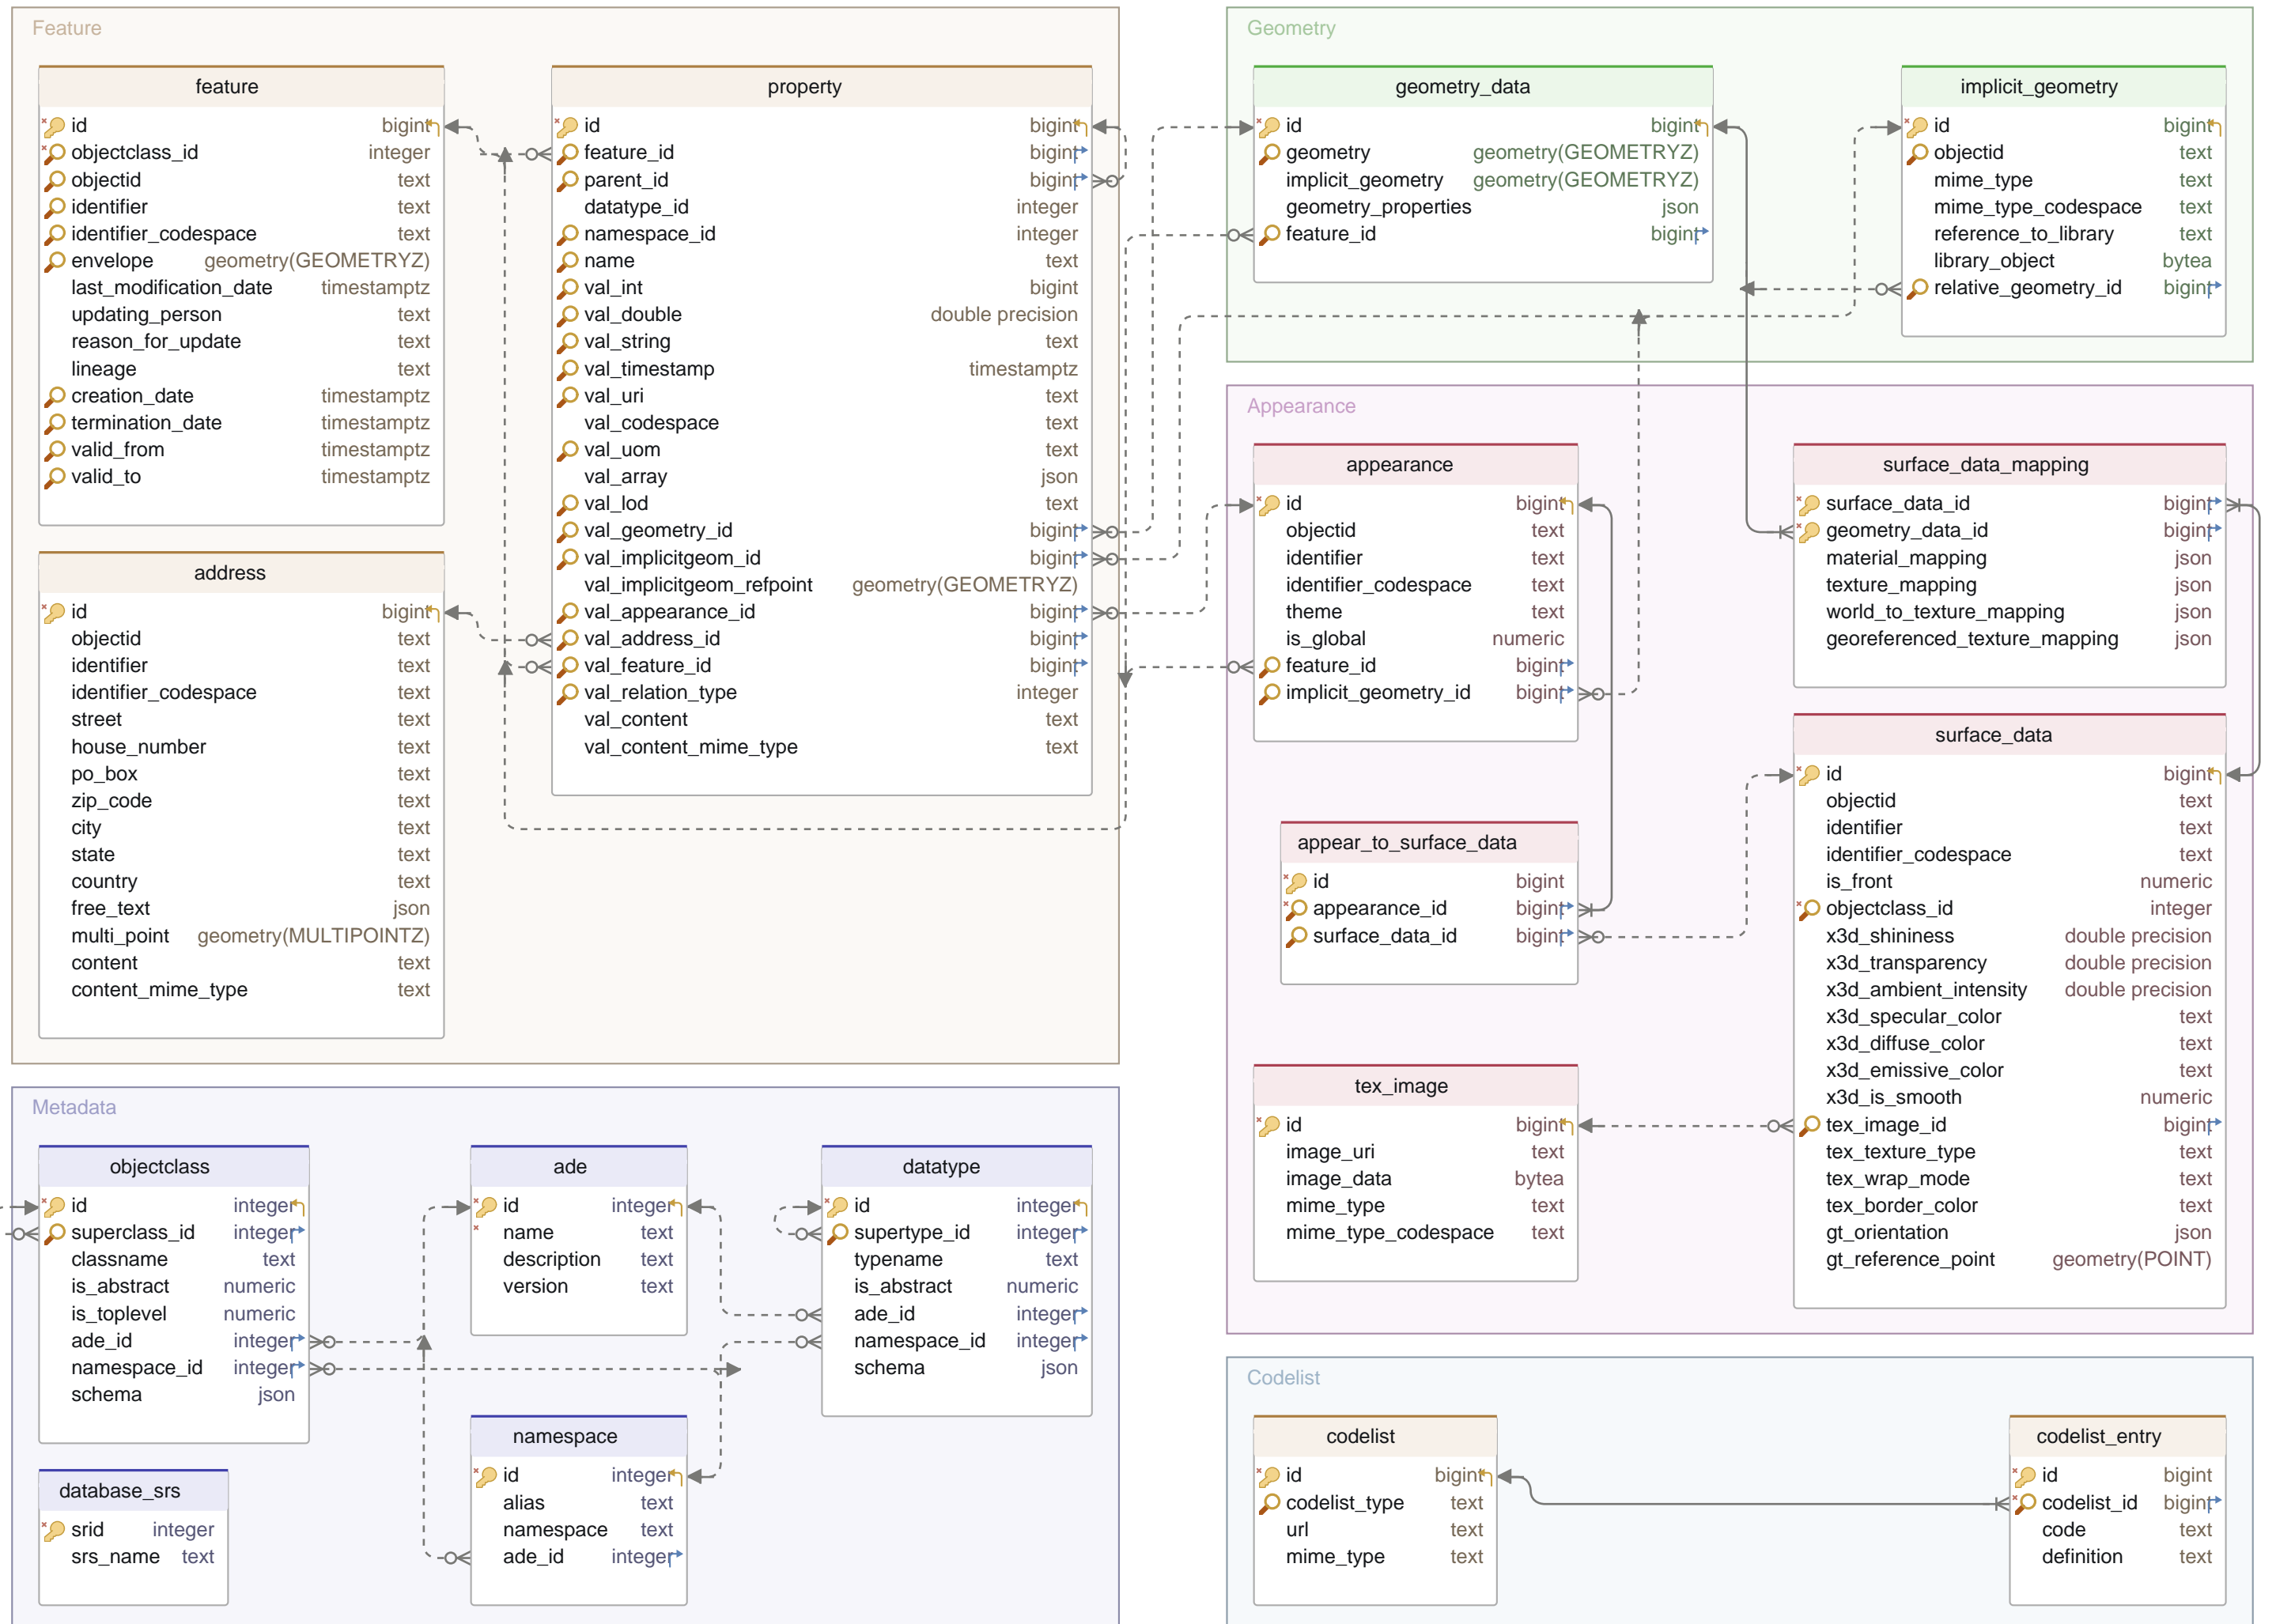 Feature
feature
id bigint
objectclass_id integer
objectid text
identifier text
identifier_codespace text
envelope geometry(GEOMETRYZ)
last_modification_date timestamptz
updating_person text
reason_for_update text
lineage text
creation_date timestamptz
termination_date timestamptz
valid_from timestamptz
valid_to timestamptz
property
id bigint
feature_id bigint
parent_id bigint
datatype_id integer
namespace_id integer
name text
val_int bigint
val_double double precision
val_string text
val_timestamp timestamptz
val_uri text
val_codespace text
val_uom text
val_array json
val_lod text
val_geometry_id bigint
val_implicitgeom_id bigint
val_implicitgeom_refpoint geometry(GEOMETRYZ)
val_appearance_id bigint
val_address_id bigint
val_feature_id bigint
val_relation_type integer
val_content text
val_content_mime_type text
address
id bigint
objectid text
identifier text
identifier_codespace text
street text
house_number text
po_box text
zip_code text
city text
state text
country text
free_text json
multi_point geometry(MULTIPOINTZ)
content text
content_mime_type text
Geometry
geometry_data
id bigint
geometry geometry(GEOMETRYZ)
implicit_geometry geometry(GEOMETRYZ)
geometry_properties json
feature_id bigint
implicit_geometry
id bigint
objectid text
mime_type text
mime_type_codespace text
reference_to_library text
library_object bytea
relative_geometry_id bigint
Appearance
appearance
id bigint
objectid text
identifier text
identifier_codespace text
theme text
is_global numeric
feature_id bigint
implicit_geometry_id bigint
surface_data_mapping
surface_data_id bigint
geometry_data_id bigint
material_mapping json
texture_mapping json
world_to_texture_mapping json
georeferenced_texture_mapping json
appear_to_surface_data
id bigint
appearance_id bigint
surface_data_id bigint
surface_data
id bigint
objectid text
identifier text
identifier_codespace text
is_front numeric
objectclass_id integer
x3d_shininess double precision
x3d_transparency double precision
x3d_ambient_intensity double precision
x3d_specular_color text
x3d_diffuse_color text
x3d_emissive_color text
x3d_is_smooth numeric
tex_image_id bigint
tex_texture_type text
tex_wrap_mode text
tex_border_color text
gt_orientation json
gt_reference_point geometry(POINT)
tex_image
id bigint
image_uri text
image_data bytea
mime_type text
mime_type_codespace text
Metadata
objectclass
id integer
superclass_id integer
classname text
is_abstract numeric
is_toplevel numeric
ade_id integer
namespace_id integer
schema json
ade
id integer
name text
description text
version text
datatype
id integer
supertype_id integer
typename text
is_abstract numeric
ade_id integer
namespace_id integer
schema json
database_srs
srid integer
srs_name text
namespace
id integer
alias text
namespace text
ade_id integer
Codelist
codelist
id bigint
codelist_type text
url text
mime_type text
codelist_entry
id bigint
codelist_id bigint
code text
definition text